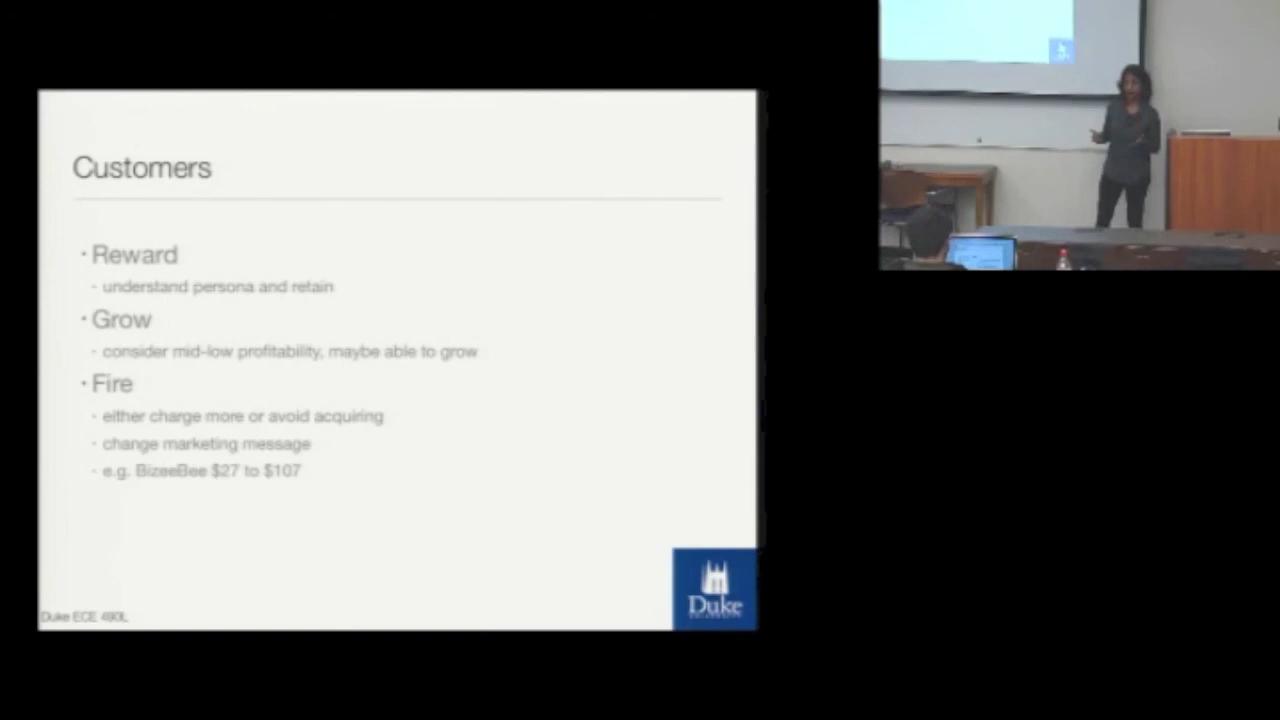 Customers
· Reward
- understand persona and retain
· Grow
- consider mid-low profitability, maybe able to grow
· Fire
- either charge more or avoid acquiring
- change marketing message
- e.g. BizeeBee $27 to $107
Duke
UNIVERSITY
Duke ECE 490L